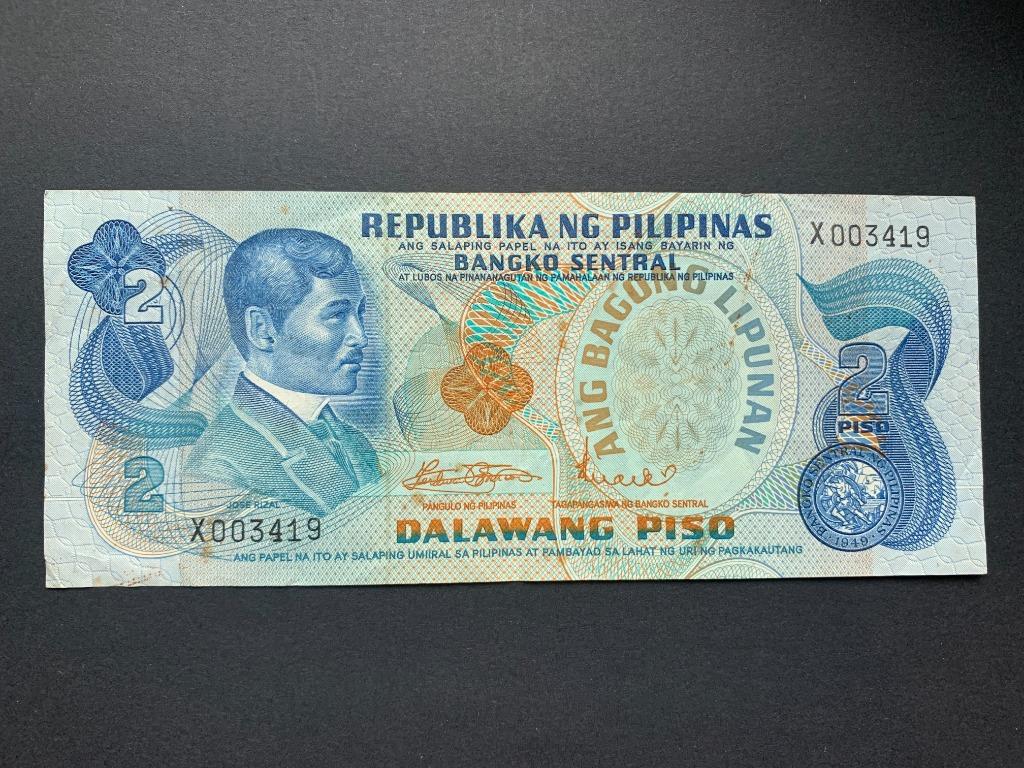 REPUBLIKA NG PILIPINAS
X003419
ANG SALAPING PAPEL NA ITO AY ISANG BAYARIN NG
BANGKO SENTRAL
AT LUBOS NA PINANANAGUTAN NG PAMAHALAAN NG REPUBLIKA NG PILIPINAS
2
ANG BAGONG LIPUNAN
2
PISO
2
JOSE RIZAL
PANGULO NG PILIPINAS
TAGAPANGASIWA NG BANGKO SENTRAL
X003419
DALAWANG PISO
BANGKO SENTRAL NG PILIPINAS
1949
ANG PAPEL NA ITO AY SALAPING UMIIRAL SA PILIPINAS AT PAMBAYAD SA LAHAT NG URI NG PAGKAKAUTANG